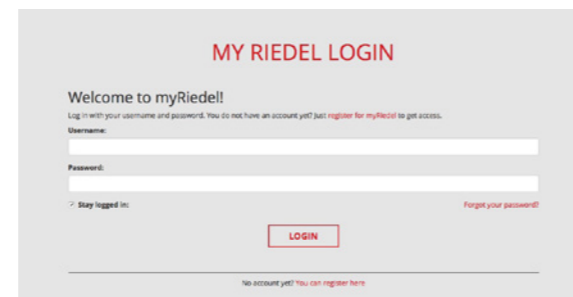 MY RIEDEL LOGIN
Welcome to myRiedel!
Log in with your username and password. You do not have an account yet? Just register for myRiedel to get access.
Username:
Password:
Stay logged in:
Forgot your password?
LOGIN
No account yet? You can register here